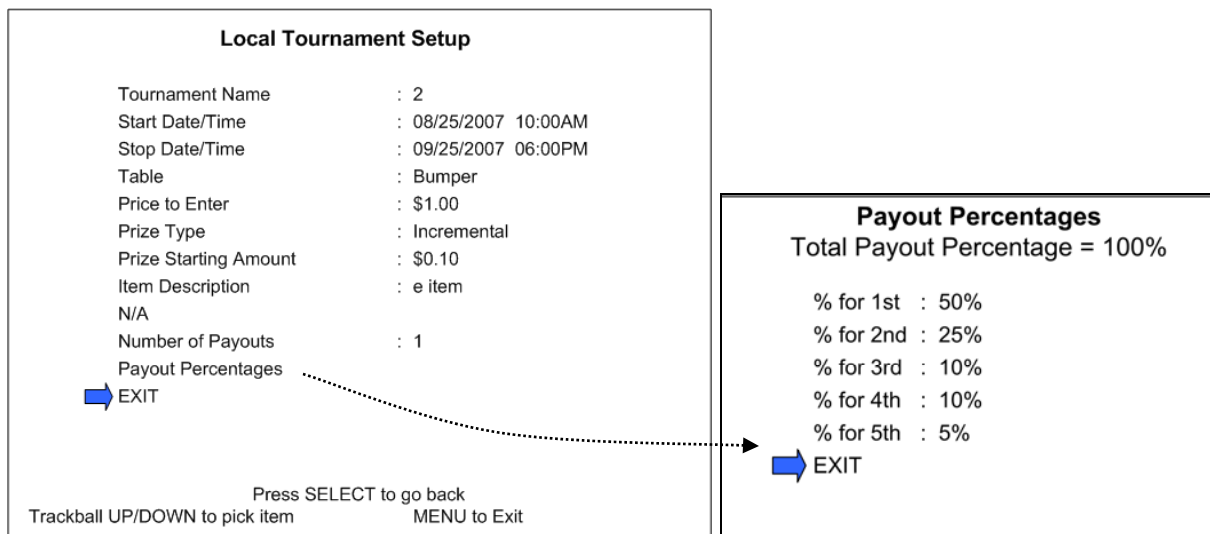 Local Tournament Setup
Tournament Name : 2
Start Date/Time : 08/25/2007 10:00AM
Stop Date/Time : 09/25/2007 06:00PM
Table : Bumper
Price to Enter : $1.00
Prize Type : Incremental
Prize Starting Amount : $0.10
Item Description : e item
N/A
Number of Payouts : 1
Payout Percentages
EXIT
Press SELECT to go back
Trackball UP/DOWN to pick item MENU to Exit
Payout Percentages
Total Payout Percentage = 100%
% for 1st : 50%
% for 2nd : 25%
% for 3rd : 10%
% for 4th : 10%
% for 5th : 5%
EXIT